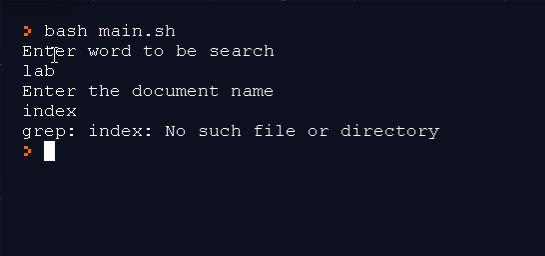 > bash main.sh
Enter word to be search
lab
Enter the document name
index
grep: index: No such file or directory
>